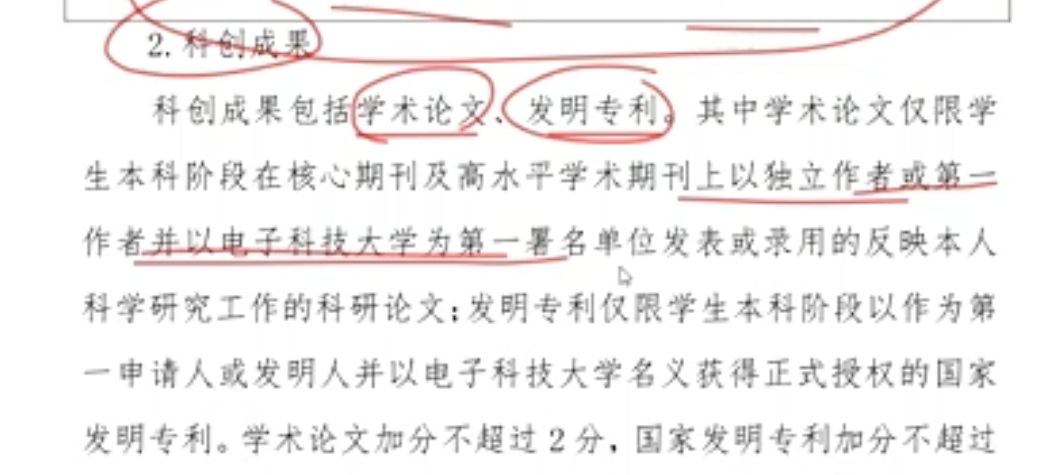 2. 科创成果
科创成果包括学术论文、发明专利。其中学术论文仅限学
生本科阶段在核心期刊及高水平学术期刊上以独立作者或第一
作者并以电子科技大学为第一署名单位发表或录用的反映本人
科学研究工作的科研论文;发明专利仅限学生本科阶段以作为第
一申请人或发明人并以电子科技大学名义获得正式授权的国家
发明专利。学术论文加分不超过2分，国家发明专利加分不超过